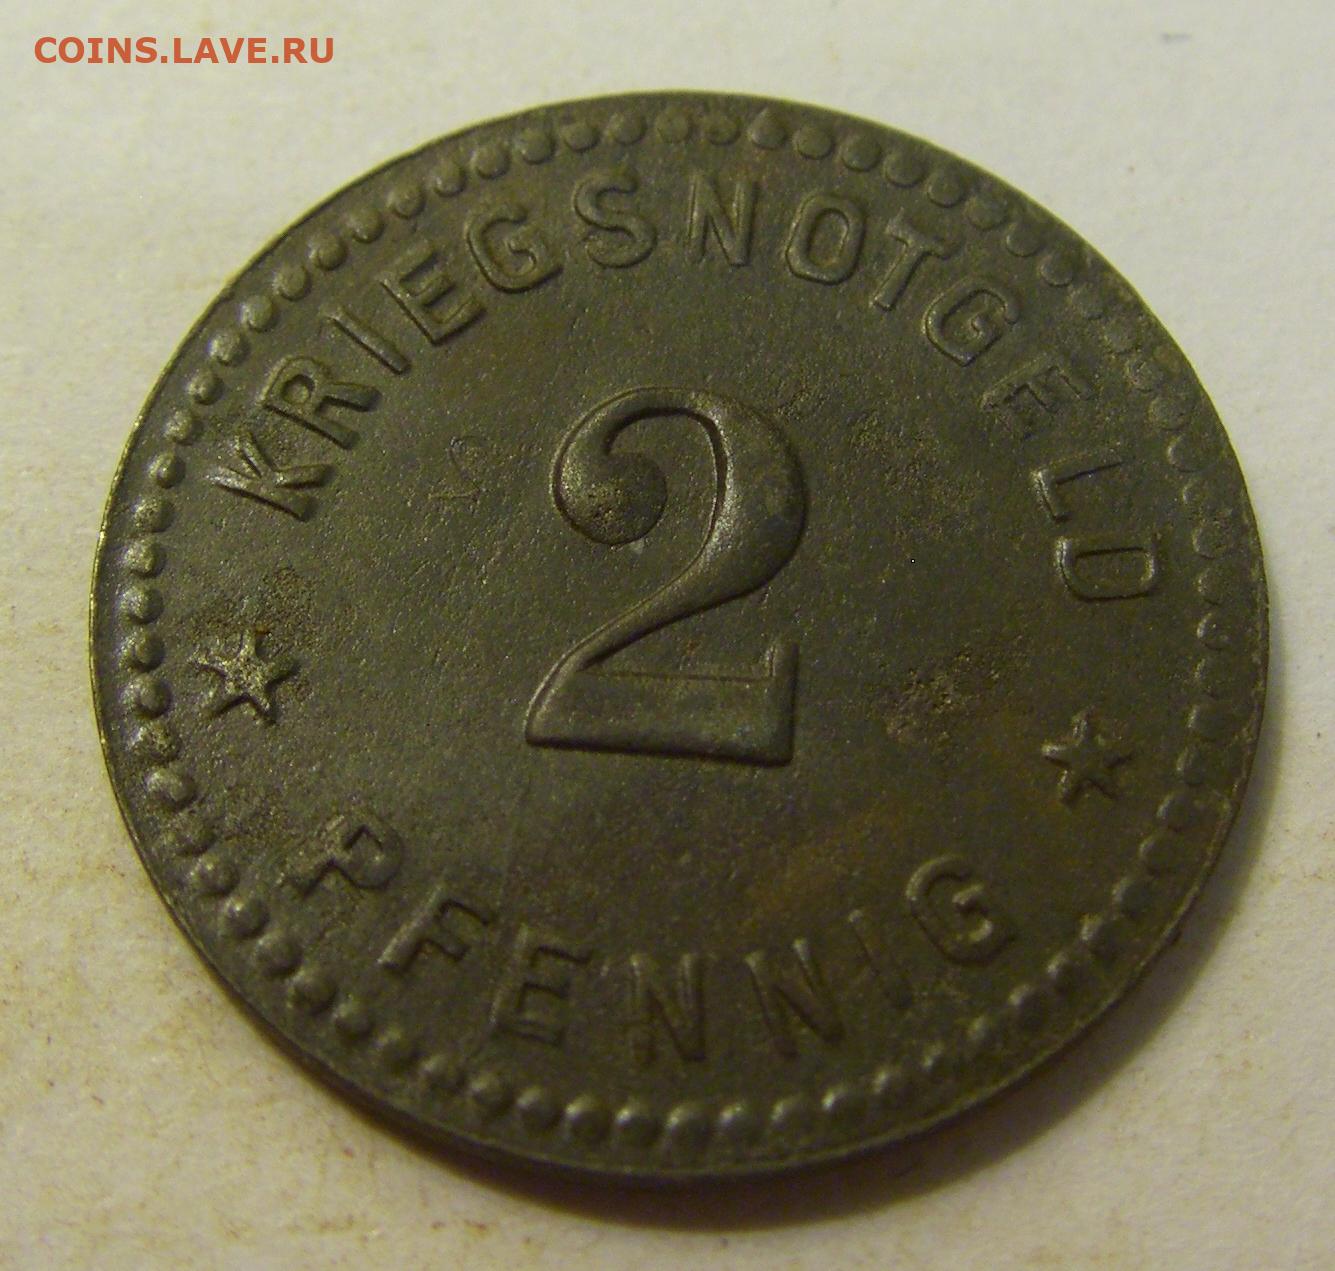 COINS.LAVE.RU
KRIEGSNOTGELD
2
PFENNIG